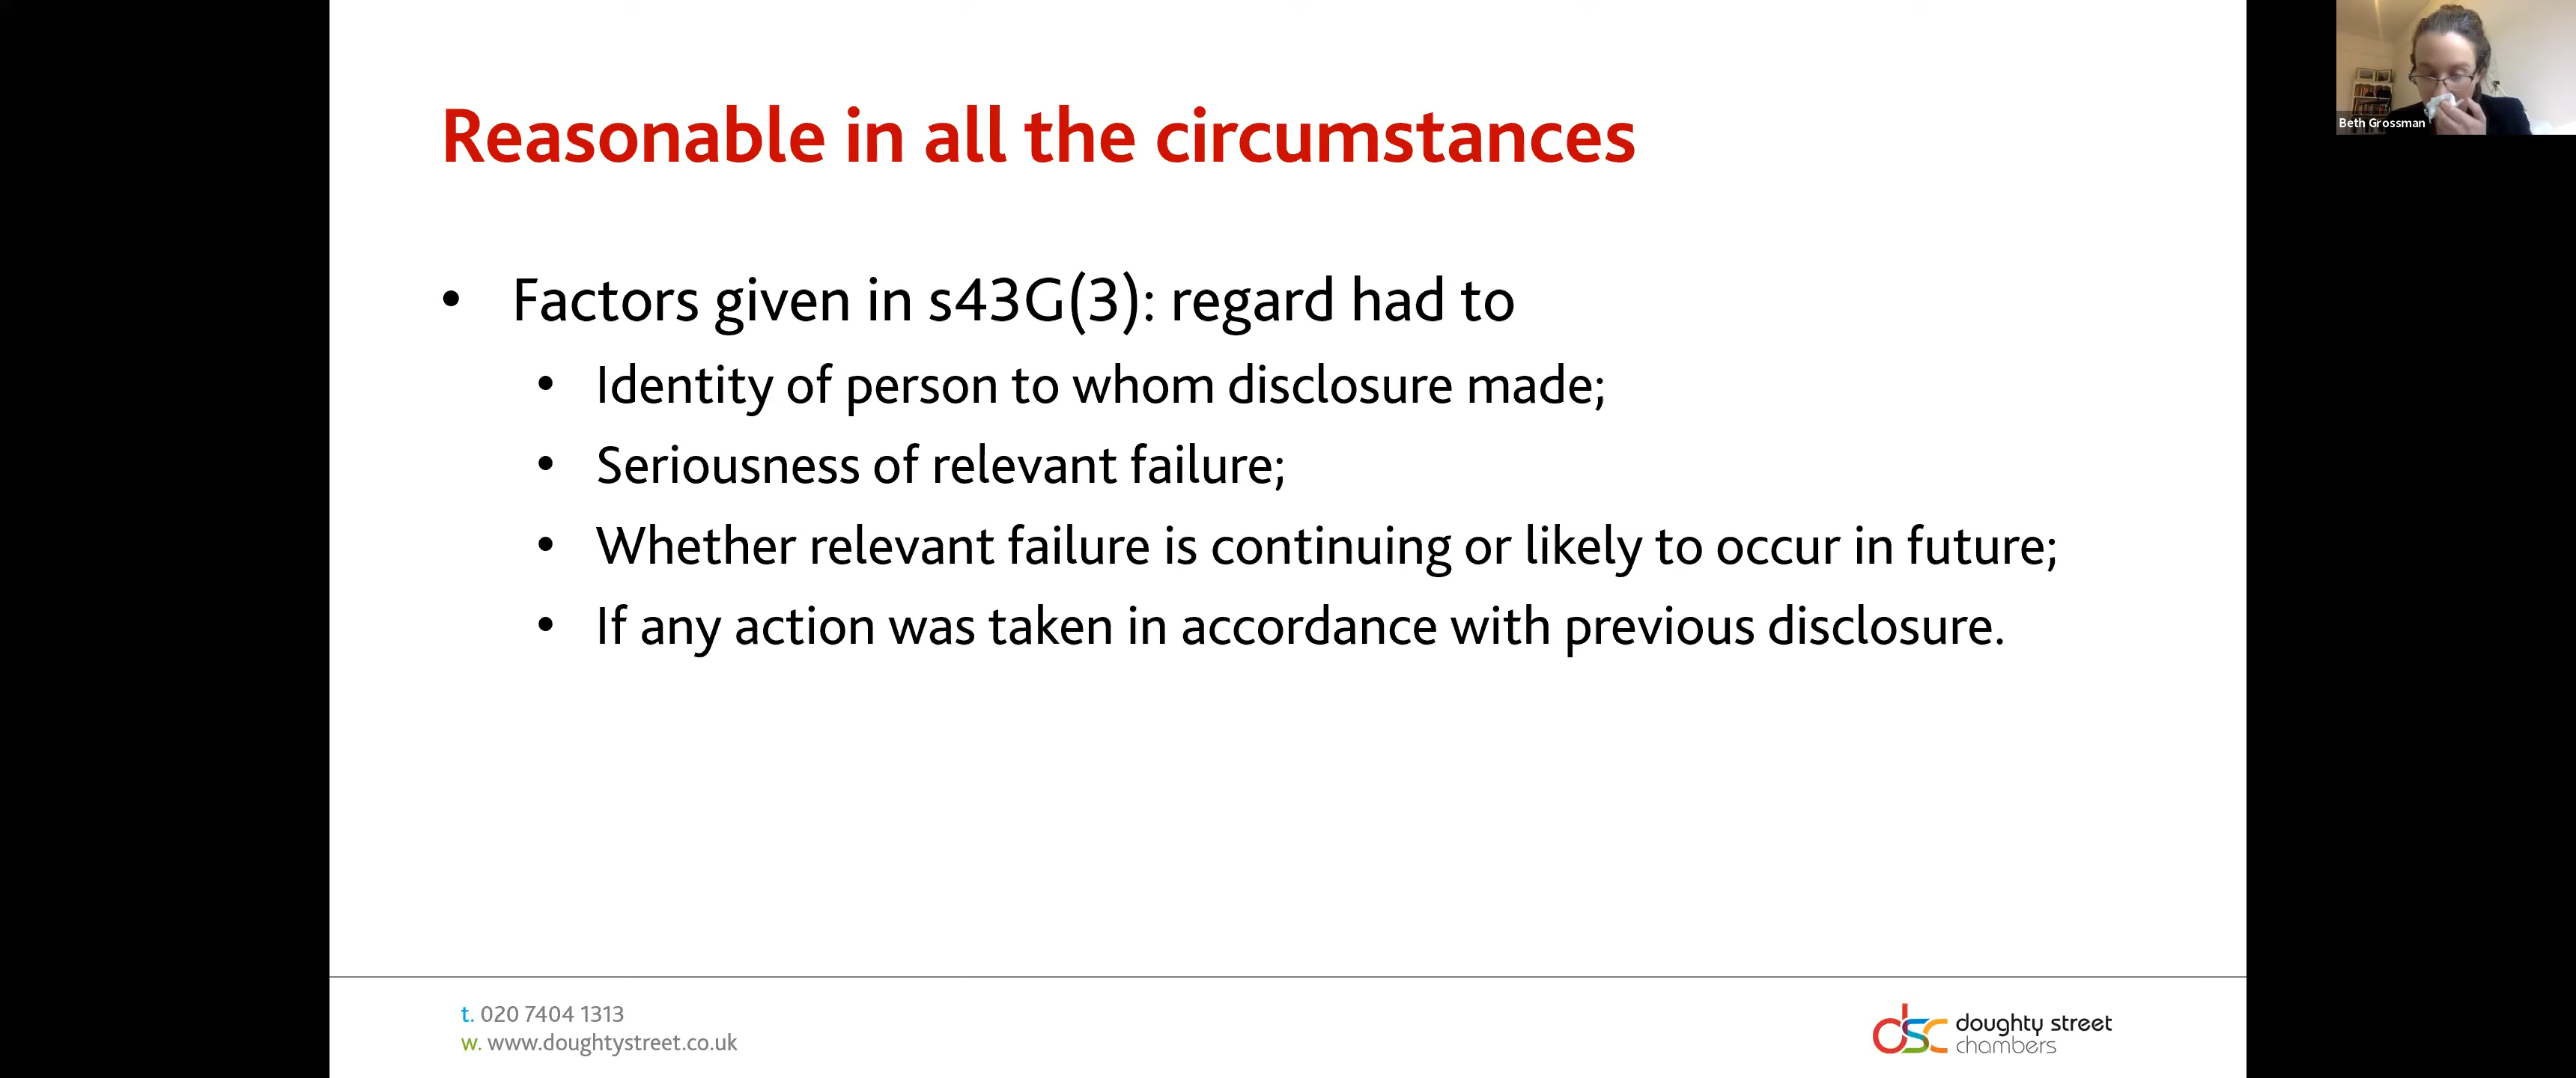 Reasonable in all the circumstances
• Factors given in s43G(3): regard had to
• Identity of person to whom disclosure made;
• Seriousness of relevant failure;
• Whether relevant failure is continuing or likely to occur in future;
• If any action was taken in accordance with previous disclosure.
t. 020 7404 1313
w. www.doughtystreet.co.uk
dsc doughty street
chambers
Beth Grossman